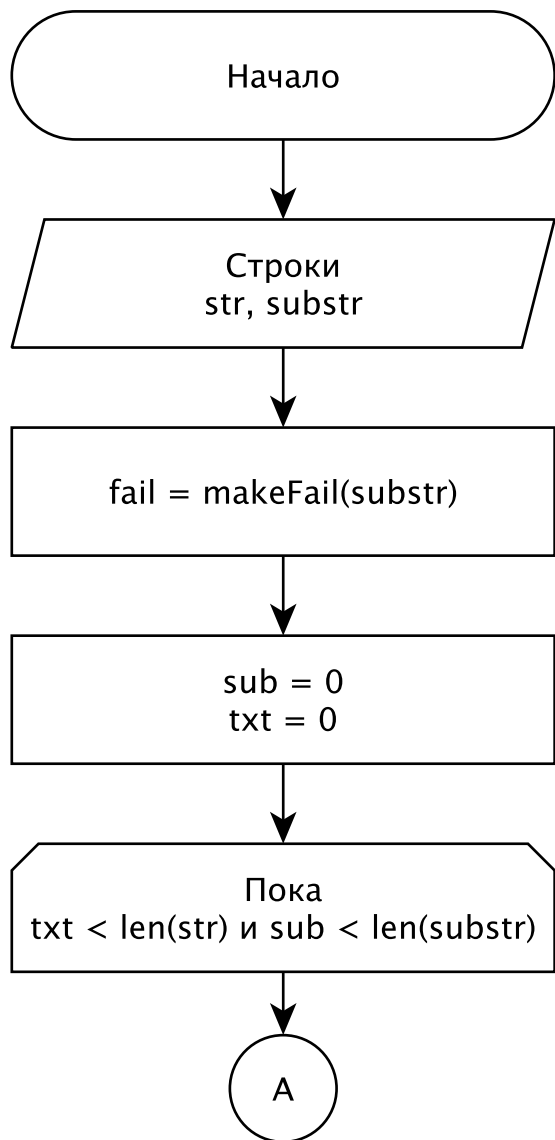 Начало
Строки
str, substr
fail = makeFail(substr)
sub = 0
txt = 0
Пока
txt < len(str) и sub < len(substr)
A